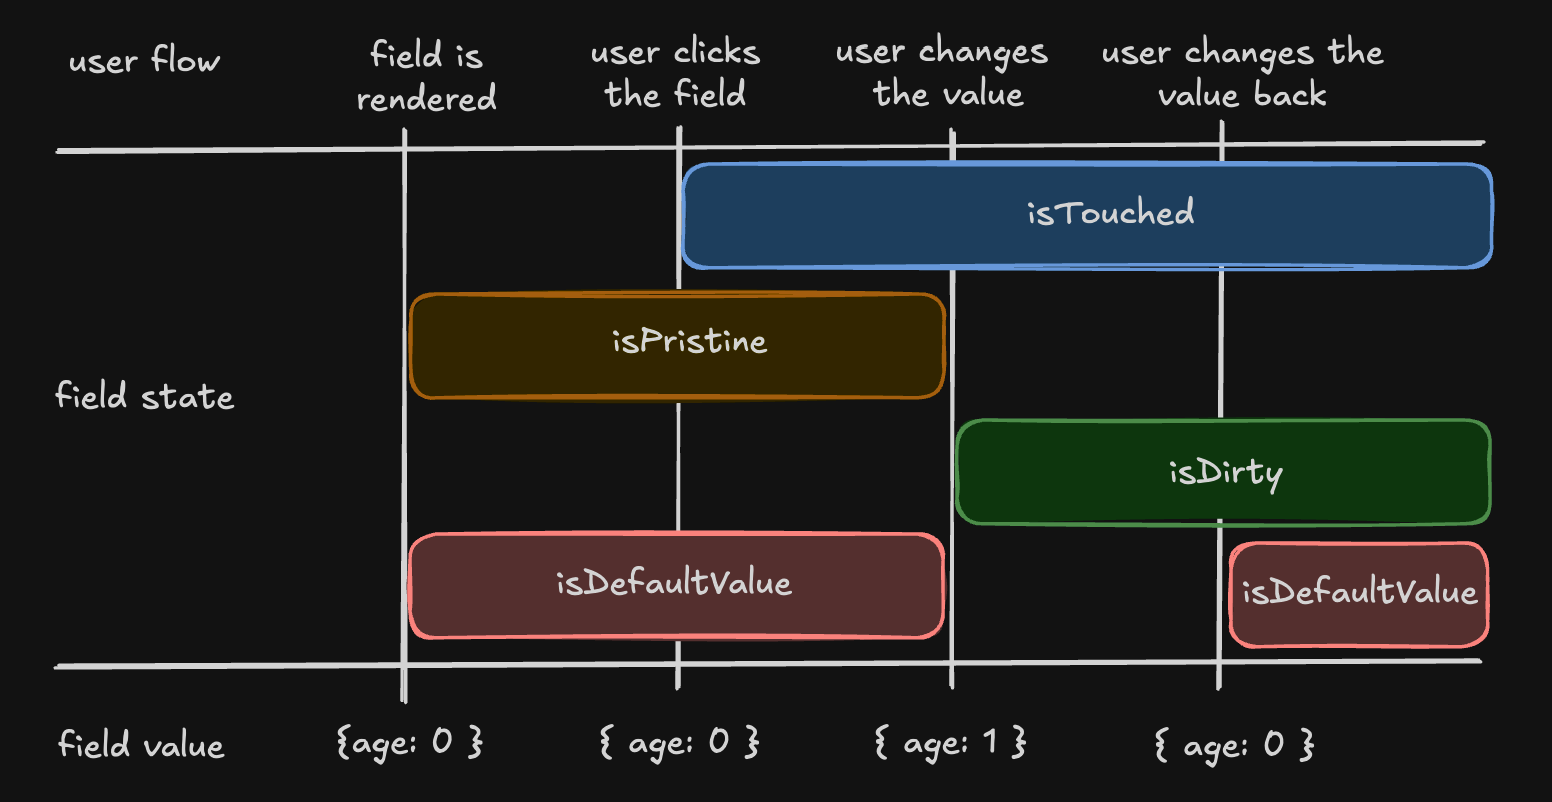 user flow
field is
rendered
user clicks
the field
user changes
the value
user changes the
value back
isTouched
isPristine
field state
isDirty
isDefaultValue
isDefaultValue
field value
{age: 0 }
{ age: 0 }
{ age: 1 }
{ age: 0 }